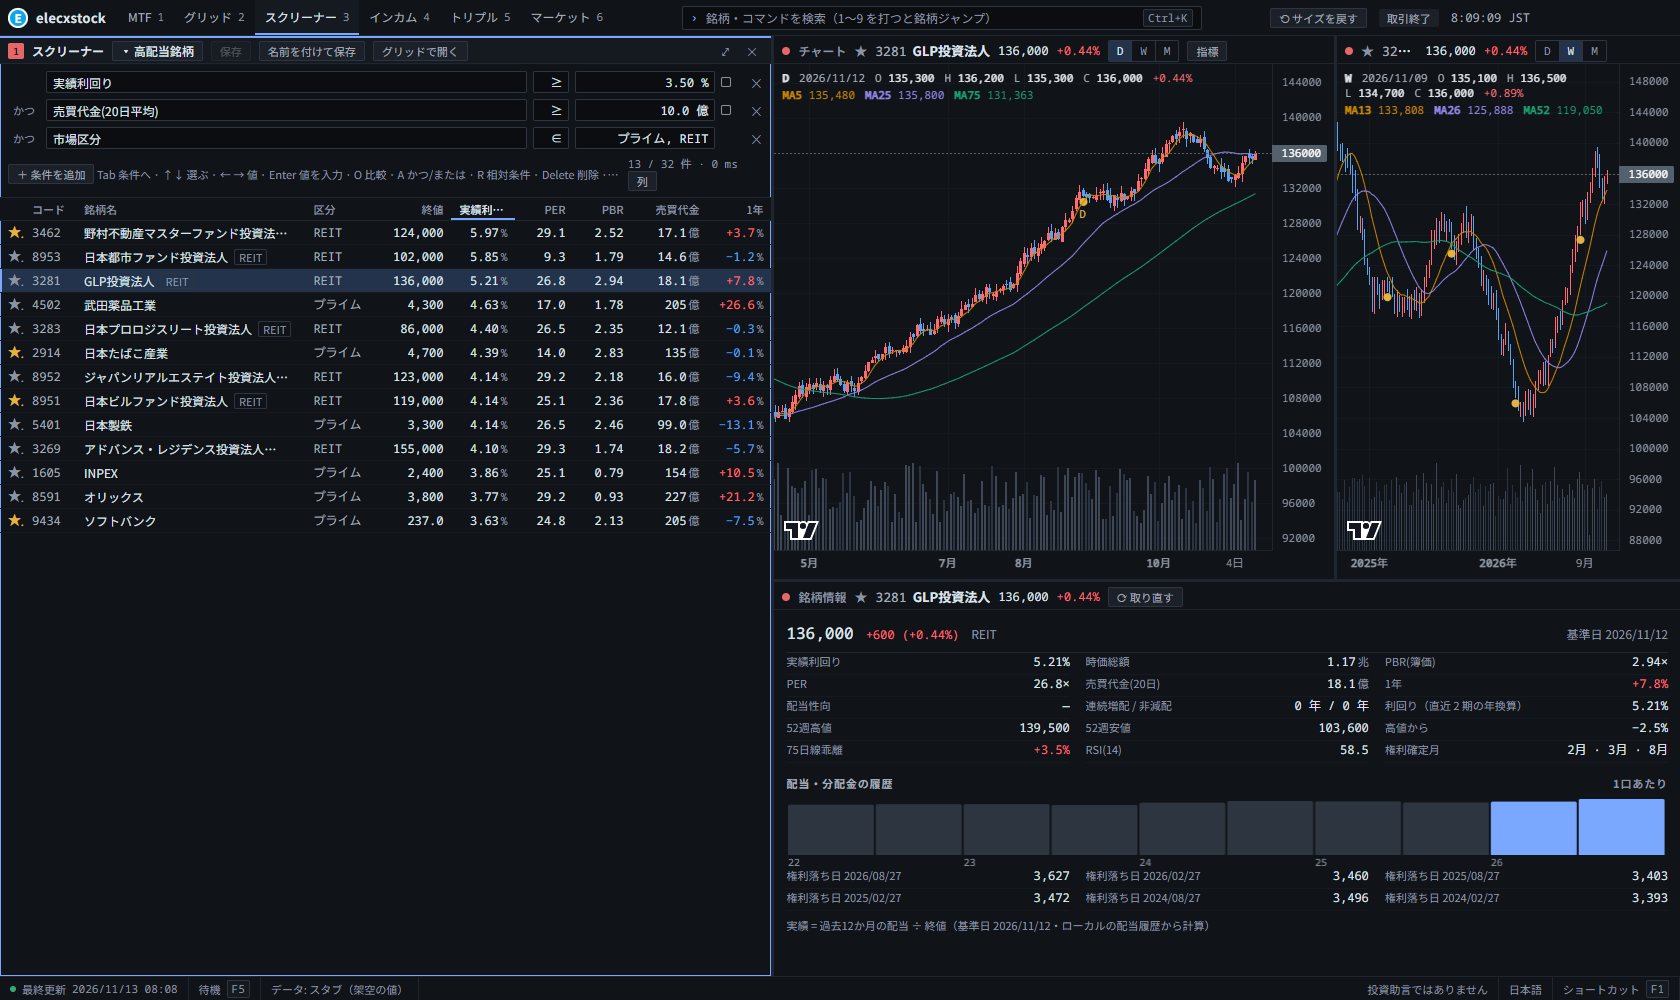 E elecxstock MTF 1 グリッド 2 スクリーナー 3 インカム 4 トリプル 5 マーケット 6 › 銘柄・コマンドを検索（1〜9 を打つと銘柄ジャンプ） Ctrl+K サイズを戻す 取引終了 8:09:09 JST
1 スクリーナー 高配当銘柄 保存 名前を付けて保存 グリッドで開く
実績利回り ≥ 3.50 %
かつ 売買代金(20日平均) ≥ 10.0 億
かつ 市場区分 ∈ プライム, REIT
＋ 条件を追加 Tab 条件へ · ↑ ↓ 選ぶ · ← → 値 · Enter 値を入力 · O 比較 · A かつ/または · R 相対条件 · Delete 削除 · … 13 / 32 件 · 0 ms
列
コード 銘柄名 区分 終値 実績利… PER PBR 売買代金 1年
3462 野村不動産マスターファンド投資法… REIT 124,000 5.97% 29.1 2.52 17.1億 +3.7%
8953 日本都市ファンド投資法人 REIT REIT 102,000 5.85% 9.3 1.79 14.6億 −1.2%
3281 GLP投資法人 REIT REIT 136,000 5.21% 26.8 2.94 18.1億 +7.8%
4502 武田薬品工業 プライム 4,300 4.63% 17.0 1.78 205億 +26.6%
3283 日本プロロジスリート投資法人 REIT REIT 86,000 4.40% 26.5 2.35 12.1億 −0.3%
2914 日本たばこ産業 プライム 4,700 4.39% 14.0 2.83 135億 −0.1%
8952 ジャパンリアルエステイト投資法人… REIT 123,000 4.14% 29.2 2.18 16.0億 −9.4%
8951 日本ビルファンド投資法人 REIT REIT 119,000 4.14% 25.1 2.36 17.8億 +3.6%
5401 日本製鉄 プライム 3,300 4.14% 26.5 2.46 99.0億 −13.1%
3269 アドバンス・レジデンス投資法人… REIT 155,000 4.10% 29.3 1.74 18.2億 −5.7%
1605 INPEX プライム 2,400 3.86% 25.1 0.79 154億 +10.5%
8591 オリックス プライム 3,800 3.77% 29.2 0.93 227億 +21.2%
9434 ソフトバンク プライム 237.0 3.63% 24.8 2.13 205億 −7.5%
チャート 3281 GLP投資法人 136,000 +0.44% D W M 指標
D 2026/11/12 O 135,300 H 136,200 L 135,300 C 136,000 +0.44%
MA5 135,480 MA25 135,800 MA75 131,363
144000
140000
136000
132000
128000
124000
120000
116000
112000
108000
104000
100000
96000
92000
D
5月 7月 8月 10月 4日
32… 136,000 +0.44% D W M
W 2026/11/09 O 135,100 H 136,500
L 134,700 C 136,000 +0.89%
MA13 133,808 MA26 125,888 MA52 119,050
148000
144000
140000
136000
132000
128000
124000
120000
116000
112000
108000
104000
100000
96000
92000
88000
2025年 2026年 9月
銘柄情報 3281 GLP投資法人 136,000 +0.44% 取り直す
136,000 +600 (+0.44%) REIT 基準日 2026/11/12
実績利回り 5.21% 時価総額 1.17兆 PBR(簿価) 2.94×
PER 26.8× 売買代金(20日) 18.1億 1年 +7.8%
配当性向 — 連続増配 / 非減配 0 年 / 0 年 利回り（直近 2 期の年換算） 5.21%
52週高値 139,500 52週安値 103,600 高値から −2.5%
75日線乖離 +3.5% RSI(14) 58.5 権利確定月 2月 · 3月 · 8月
配当・分配金の履歴 1口あたり
22 23 24 25 26
権利落ち日 2026/08/27 3,627 権利落ち日 2026/02/27 3,460 権利落ち日 2025/08/27 3,403
権利落ち日 2025/02/27 3,472 権利落ち日 2024/08/27 3,496 権利落ち日 2024/02/27 3,393
実績 = 過去12か月の配当 ÷ 終値（基準日 2026/11/12・ローカルの配当履歴から計算）
最終更新 2026/11/13 08:08 待機 F5 データ: スタブ（架空の値） 投資助言ではありません 日本語 ショートカット F1